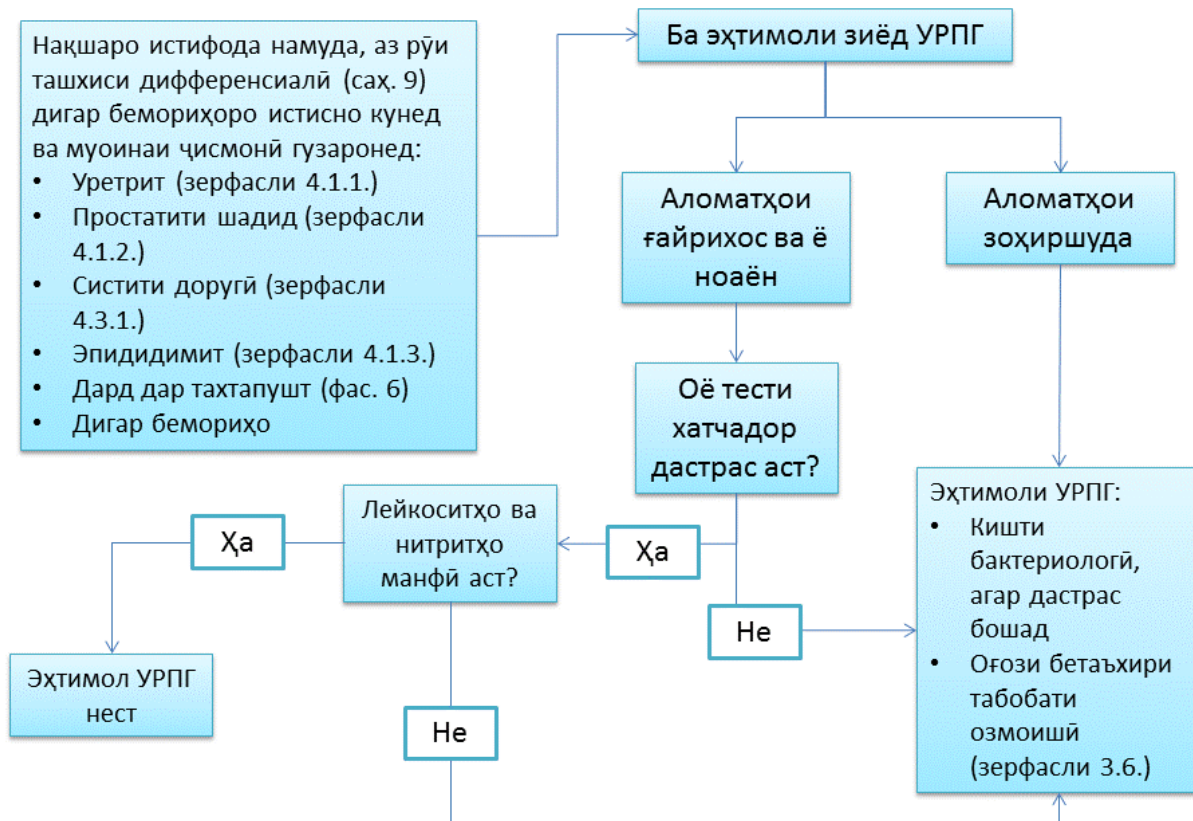 Нақшаро истифода намуда, аз рӯи
ташхиси дифференсиалӣ (саҳ. 9)
дигар бемориҳоро истисно кунед
ва муоинаи ҷисмонӣ гузаронед:
• Уретрит (зерфасли 4.1.1.)
• Простатити шадид (зерфасли
4.1.2.)
• Систити доругӣ (зерфасли
4.3.1.)
• Эпидидимит (зерфасли 4.1.3.)
• Дард дар тахтапушт (фас. 6)
• Дигар бемориҳо
Ба эҳтимоли зиёд УРПГ
Аломатҳои
ғайрихос ва ё
ноаён
Аломатҳои
зоҳиршуда
Оё тести
хатчадор
дастрас аст?
Лейкоситҳо ва
нитритҳо
манфӣ аст?
Ҳа
Ҳа
Не
Эҳтимол УРПГ
нест
Не
Эҳтимоли УРПГ:
• Кишти
бактериологӣ,
агар дастрас
бошад
• Оғози бетаъхири
табобати
озмоишӣ
(зерфасли 3.6.)